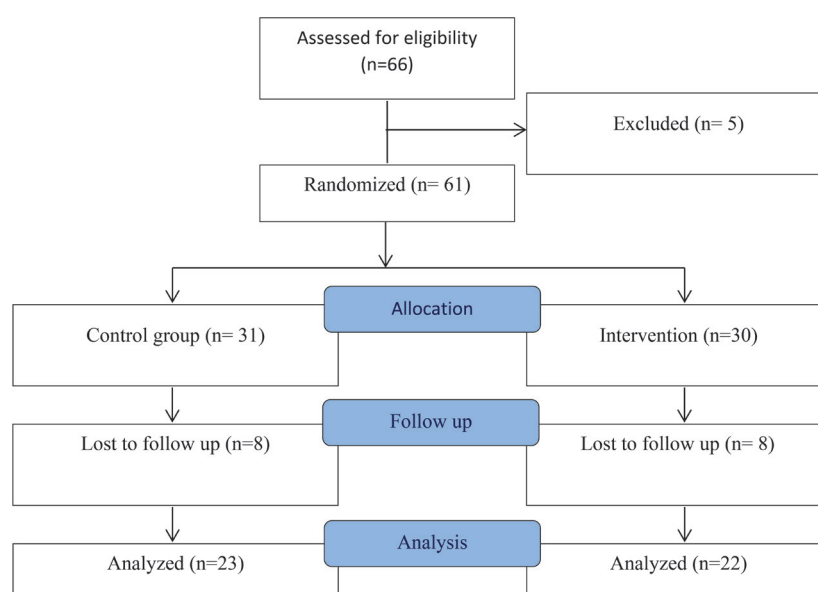 Assessed for eligibility
(n=66)
Excluded (n= 5)
Randomized (n= 61)
Allocation
Control group (n= 31)
Intervention (n=30)
Follow up
Lost to follow up (n=8)
Lost to follow up (n= 8)
Analysis
Analyzed (n=23)
Analyzed (n=22)